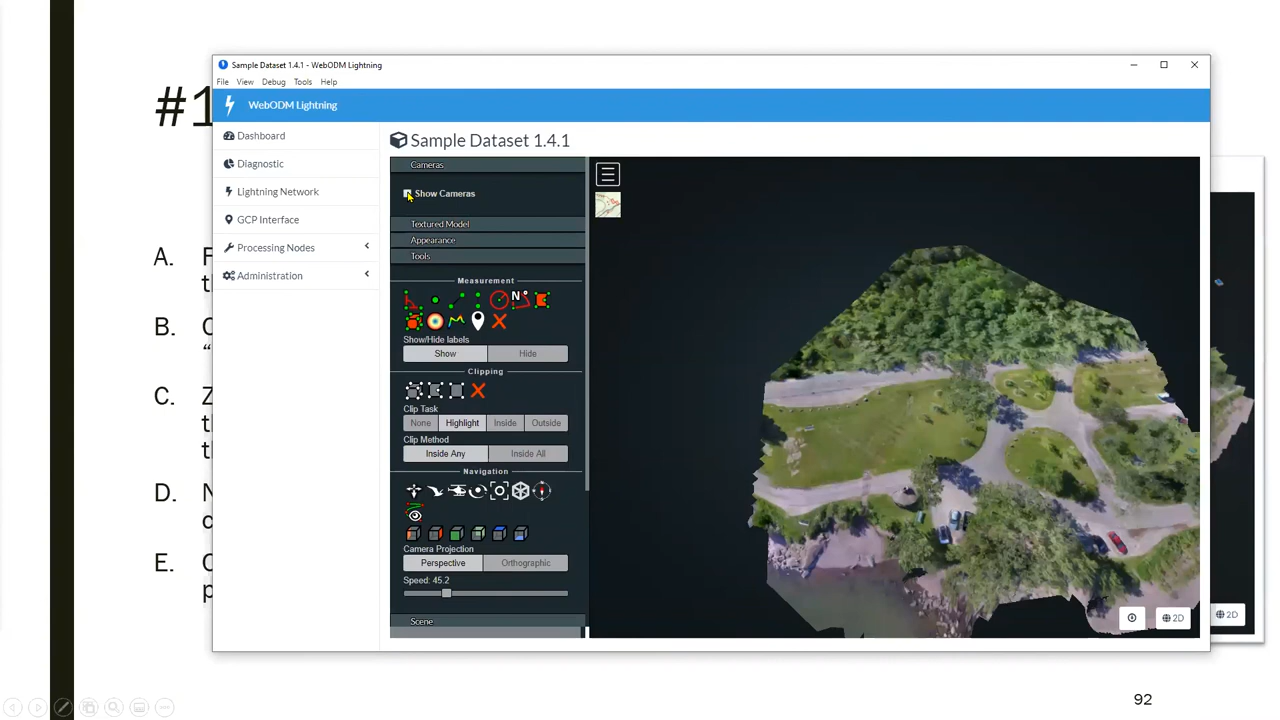 #1
A.
B.
C.
D.
E.
Sample Dataset 1.4.1 - WebODM Lightning
File View Debug Tools Help
WebODM Lightning
Dashboard
Diagnostic
Lightning Network
GCP Interface
Processing Nodes
Administration
Sample Dataset 1.4.1
Cameras
Show Cameras
Textured Model
Appearance
Tools
Measurement
Show/Hide labels
Show Hide
Clipping
Clip Task
None Highlight Inside Outside
Clip Method
Inside Any Inside All
Navigation
Camera Projection
Perspective Orthographic
Speed: 45.2
Scene
2D
2D
92